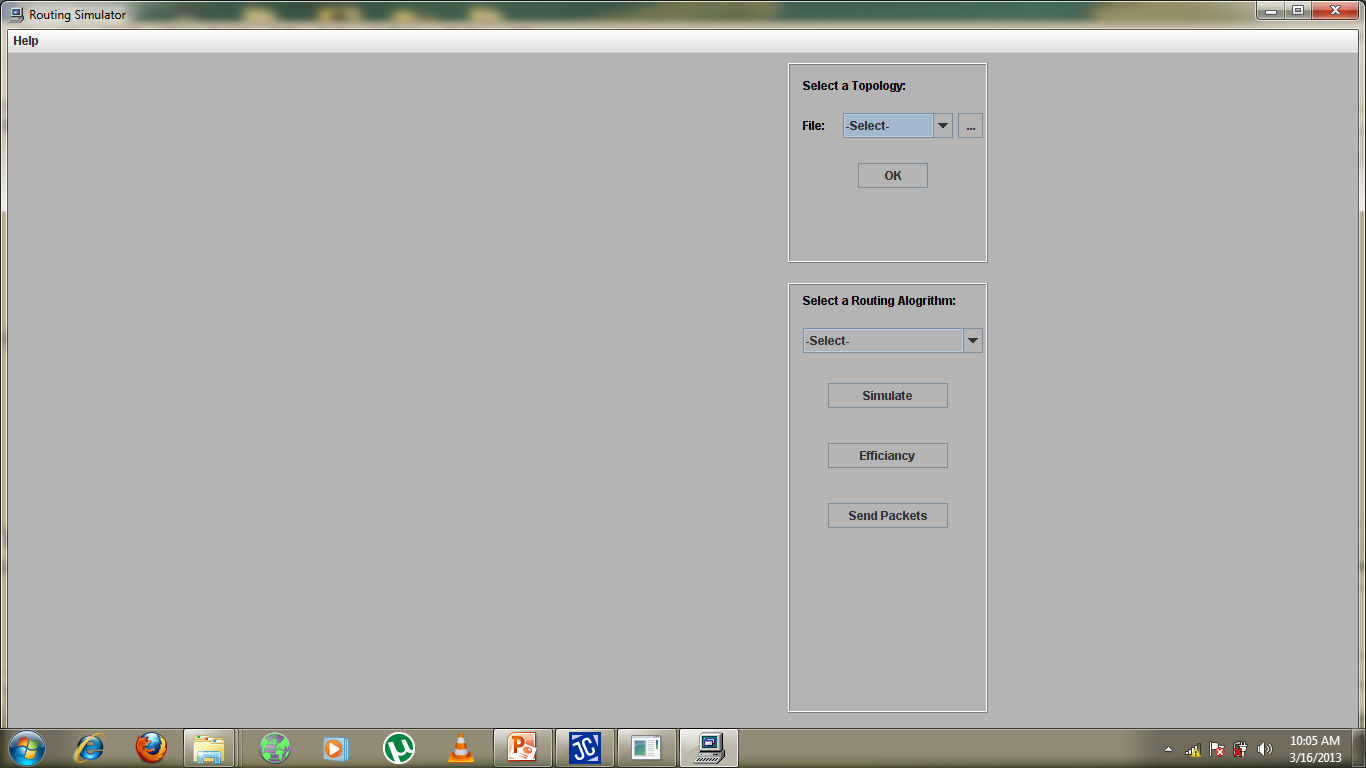 Routing Simulator
Help
Select a Topology:
File: -Select- ...
OK
Select a Routing Alogrithm:
-Select-
Simulate
Efficiancy
Send Packets
JC
10:05 AM
3/16/2013